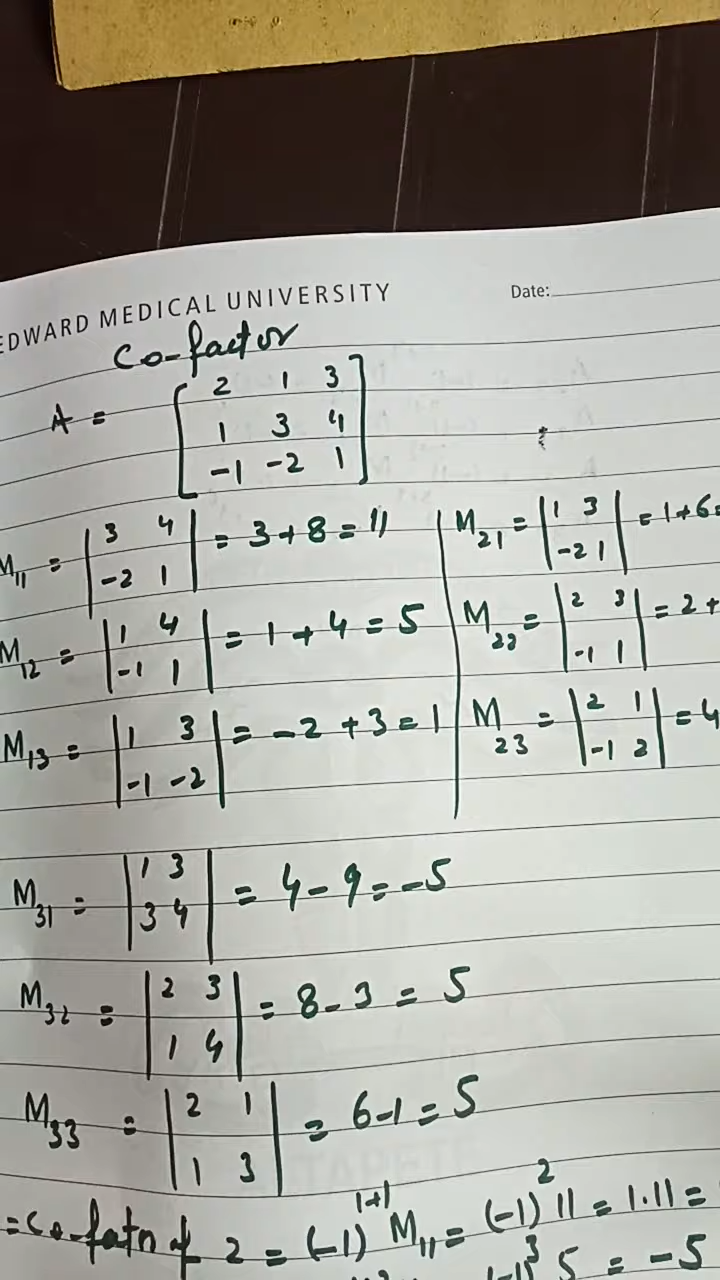 EDWARD MEDICAL UNIVERSITY Date:
Co-factor
A = [2 1 3
1 3 4
-1 -2 1]
M11 = |3 4
-2 1| = 3 + 8 = 11
M12 = |1 4
-1 1| = 1 + 4 = 5
M13 = |1 3
-1 -2| = -2 + 3 = 1
M21 = |1 3
-2 1| = 1 + 6 =
M22 = |2 3
-1 1| = 2 +
M23 = |2 1
-1 2| = 4
M31 = |1 3
3 4| = 4 - 9 = -5
M32 = |2 3
1 4| = 8 - 3 = 5
M33 = |2 1
1 3| = 6 - 1 = 5
= Co-fatn of 2 = (-1)^1+1 M11 = (-1)^2 11 = 1.11 =
(-1)^3 5 = -5